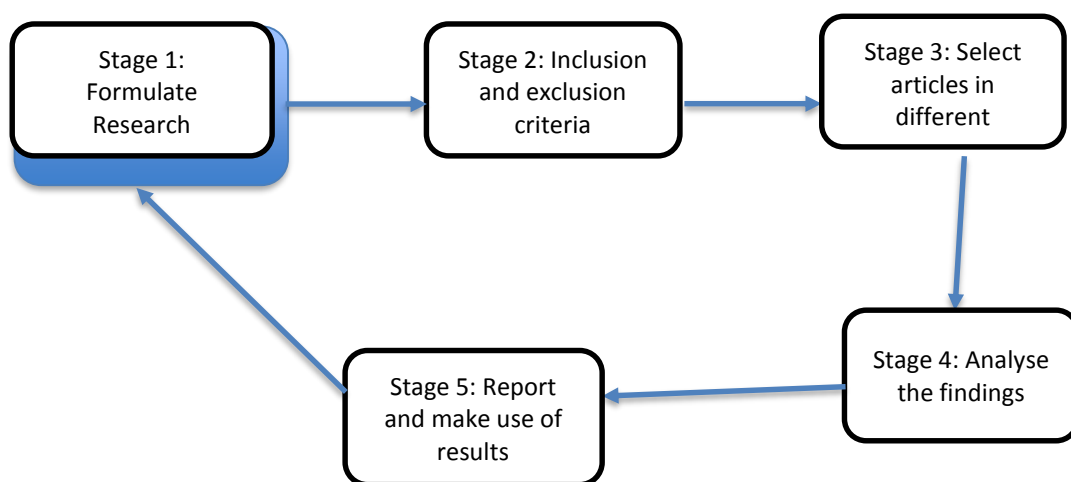 Stage 1:
Formulate
Research
Stage 2: Inclusion
and exclusion
criteria
Stage 3: Select
articles in
different
Stage 4: Analyse
the findings
Stage 5: Report
and make use of
results